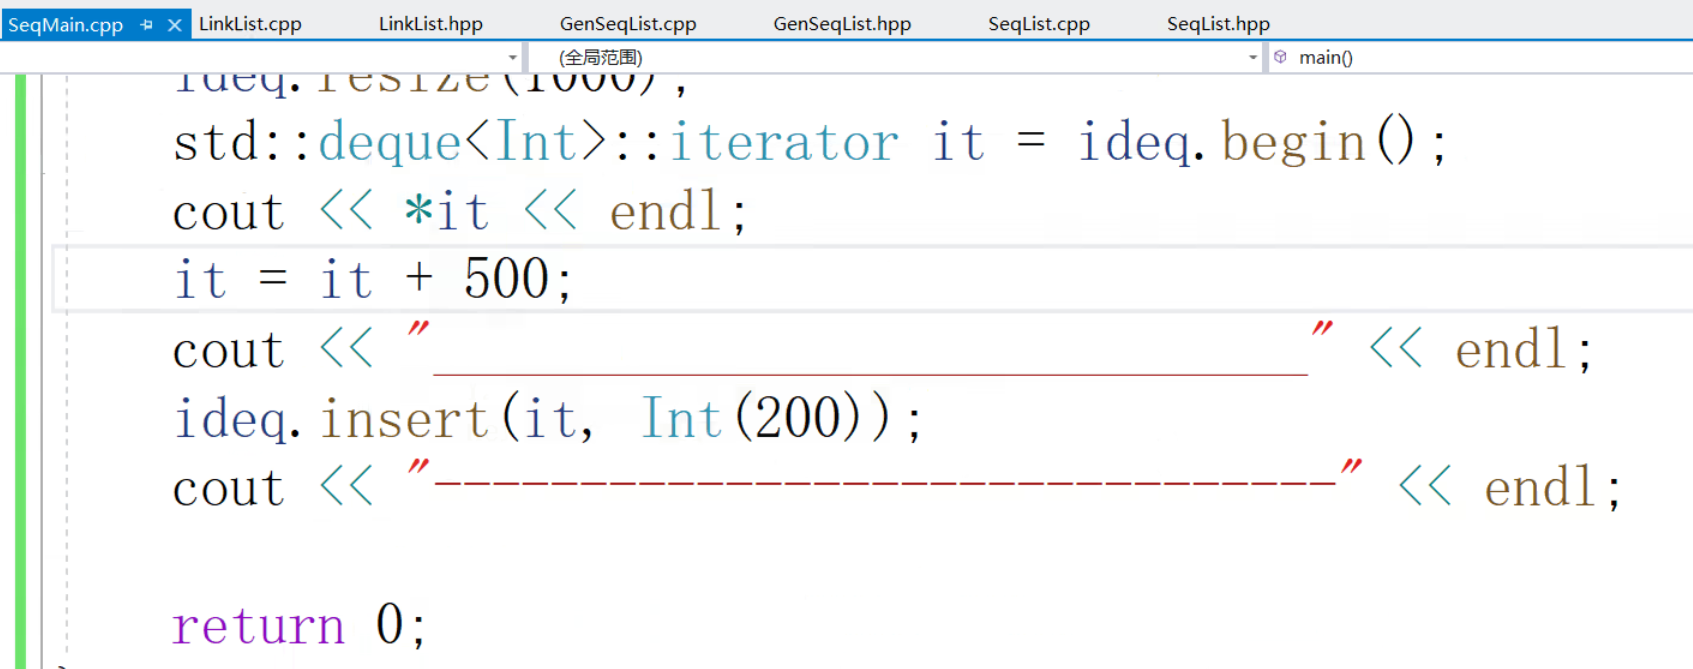 SeqMain.cpp LinkList.cpp LinkList.hpp GenSeqList.cpp GenSeqList.hpp SeqList.cpp SeqList.hpp
(全局范围) main()
ideq.resize(1000);
std::deque<Int>::iterator it = ideq.begin();
cout << *it << endl;
it = it + 500;
cout << "______________________________" << endl;
ideq.insert(it, Int(200));
cout << "-------------------------------" << endl;
return 0;